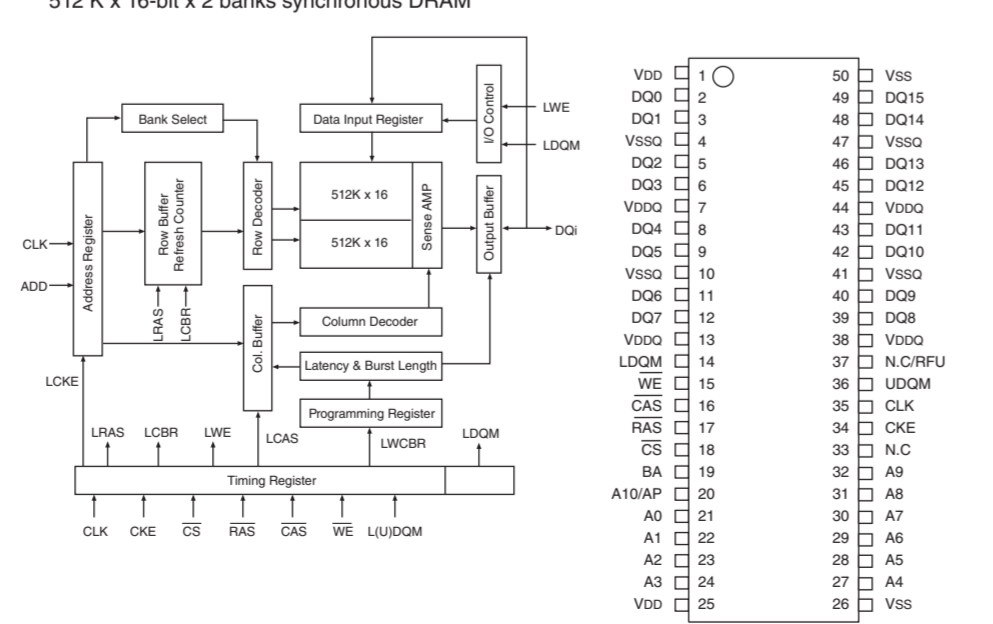 512 K x 16-bit x 2 banks synchronous DRAM
Bank Select
Data Input Register
I/O Control
LWE
LDQM
Address Register
Row Buffer
Refresh Counter
Row Decoder
512K x 16
512K x 16
Sense AMP
Output Buffer
DQi
CLK
ADD
LRAS
LCBR
Col. Buffer
Column Decoder
Latency & Burst Length
Programming Register
LCKE
LRAS
LCBR
LWE
LCAS
LWCBR
LDQM
Timing Register
CLK
CKE
C̅S̅
R̅A̅S̅
C̅A̅S̅
W̅E̅
L(U)DQM
VDD 1 50 VSS
DQ0 2 49 DQ15
DQ1 3 48 DQ14
VSSQ 4 47 VSSQ
DQ2 5 46 DQ13
DQ3 6 45 DQ12
VDDQ 7 44 VDDQ
DQ4 8 43 DQ11
DQ5 9 42 DQ10
VSSQ 10 41 VSSQ
DQ6 11 40 DQ9
DQ7 12 39 DQ8
VDDQ 13 38 VDDQ
LDQM 14 37 N.C/RFU
W̅E̅ 15 36 UDQM
C̅A̅S̅ 16 35 CLK
R̅A̅S̅ 17 34 CKE
C̅S̅ 18 33 N.C
BA 19 32 A9
A10/AP 20 31 A8
A0 21 30 A7
A1 22 29 A6
A2 23 28 A5
A3 24 27 A4
VDD 25 26 VSS